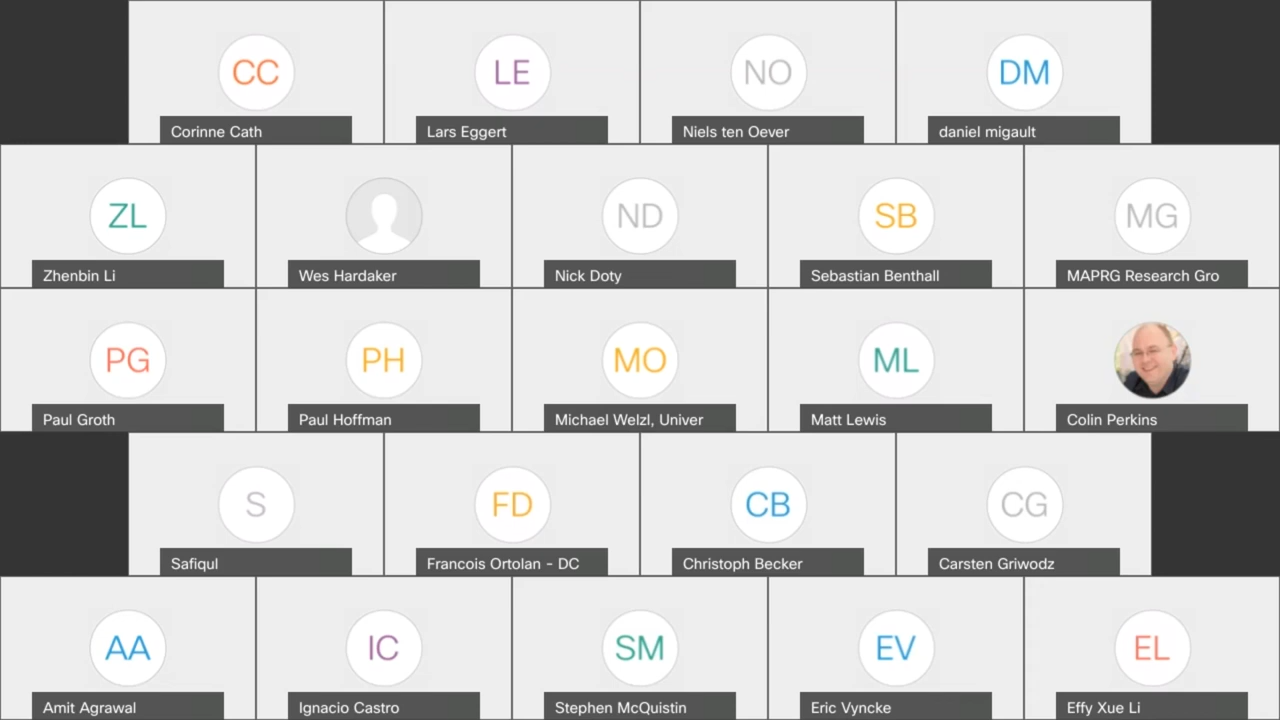 CC
LE
NO
DM
Corinne Cath
Lars Eggert
Niels ten Oever
daniel migault
ZL
ND
SB
MG
Zhenbin Li
Wes Hardaker
Nick Doty
Sebastian Benthall
MAPRG Research Gro
PG
PH
MO
ML
Paul Groth
Paul Hoffman
Michael Welzl, Univer
Matt Lewis
Colin Perkins
S
FD
CB
CG
Safiqul
Francois Ortolan - DC
Christoph Becker
Carsten Griwodz
AA
IC
SM
EV
EL
Amit Agrawal
Ignacio Castro
Stephen McQuistin
Eric Vyncke
Effy Xue Li